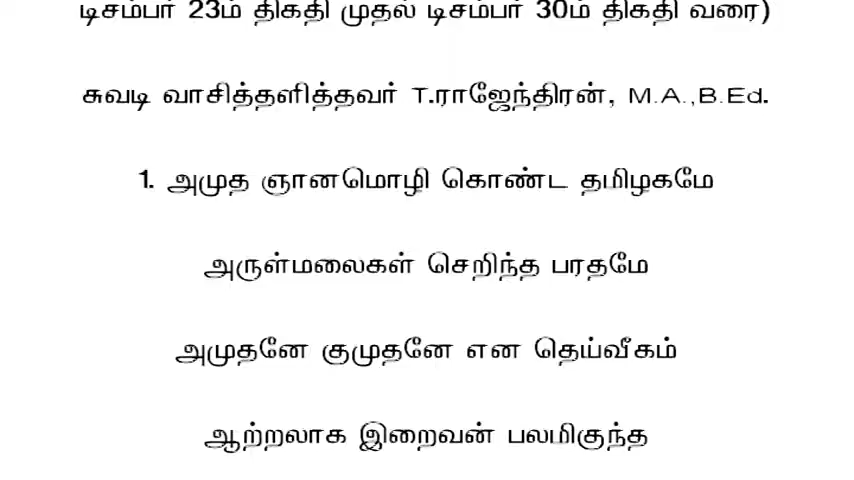 டிசம்பர் 23ம் திகதி முதல் டிசம்பர் 30ம் திகதி வரை)
சுவடி வாசித்தளித்தவர் T.ராஜேந்திரன், M.A.,B.Ed.
1. அமுத ஞானமொழி கொண்ட தமிழகமே
அருள்மலைகள் செறிந்த பரதமே
அமுதனே குமுதனே என தெய்வீகம்
ஆற்றலாக இறைவன் பலமிகுந்த